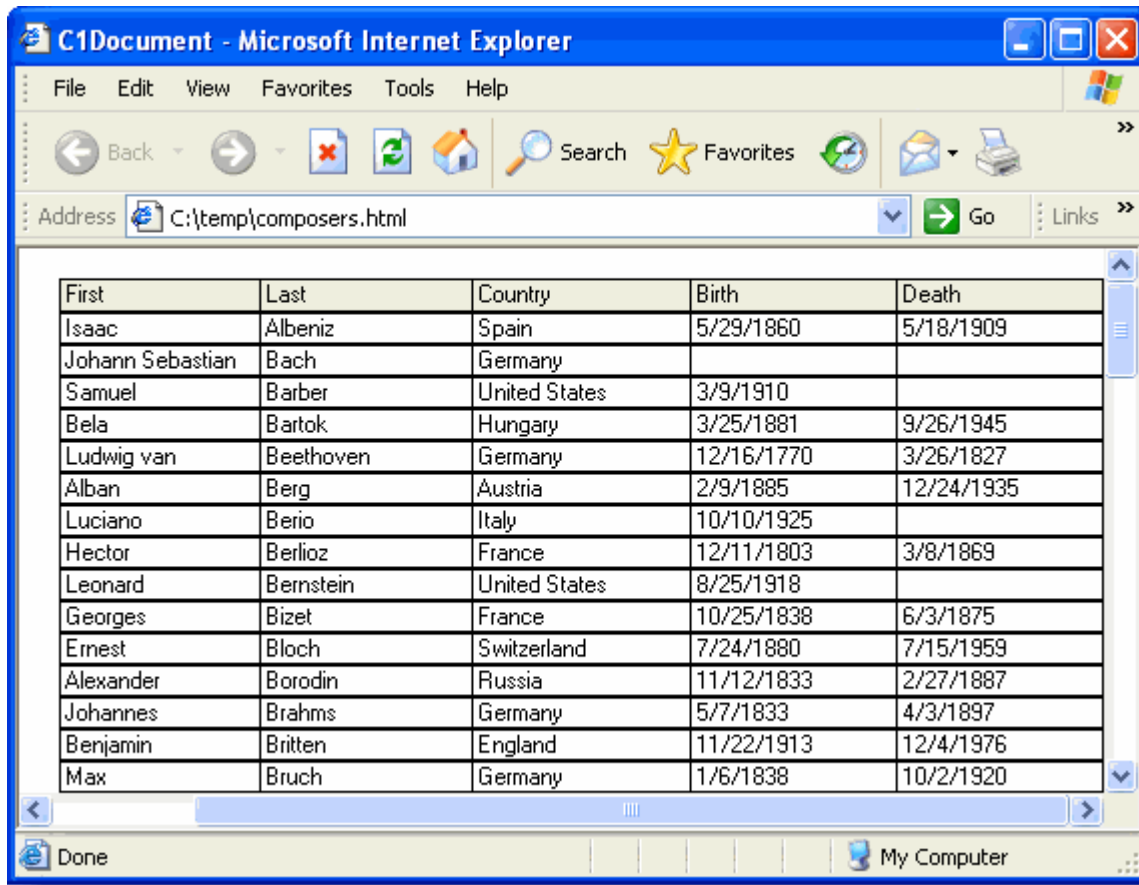 C1Document - Microsoft Internet Explorer
File Edit View Favorites Tools Help
Back Search Favorites »
Address C:\temp\composers.html Go Links »
First Last Country Birth Death
Isaac Albeniz Spain 5/29/1860 5/18/1909
Johann Sebastian Bach Germany
Samuel Barber United States 3/9/1910
Bela Bartok Hungary 3/25/1881 9/26/1945
Ludwig van Beethoven Germany 12/16/1770 3/26/1827
Alban Berg Austria 2/9/1885 12/24/1935
Luciano Berio Italy 10/10/1925
Hector Berlioz France 12/11/1803 3/8/1869
Leonard Bernstein United States 8/25/1918
Georges Bizet France 10/25/1838 6/3/1875
Ernest Bloch Switzerland 7/24/1880 7/15/1959
Alexander Borodin Russia 11/12/1833 2/27/1887
Johannes Brahms Germany 5/7/1833 4/3/1897
Benjamin Britten England 11/22/1913 12/4/1976
Max Bruch Germany 1/6/1838 10/2/1920
Done My Computer